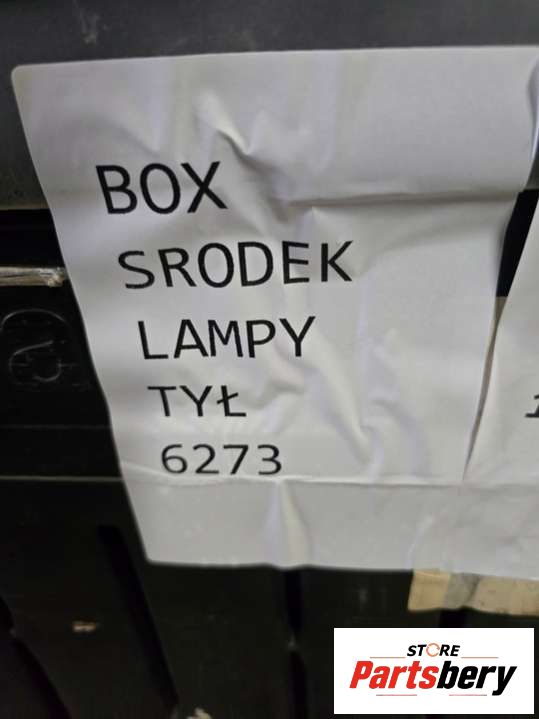 BOX
SRODEK
LAMPY
TYŁ
6273
STORE
Partsbery